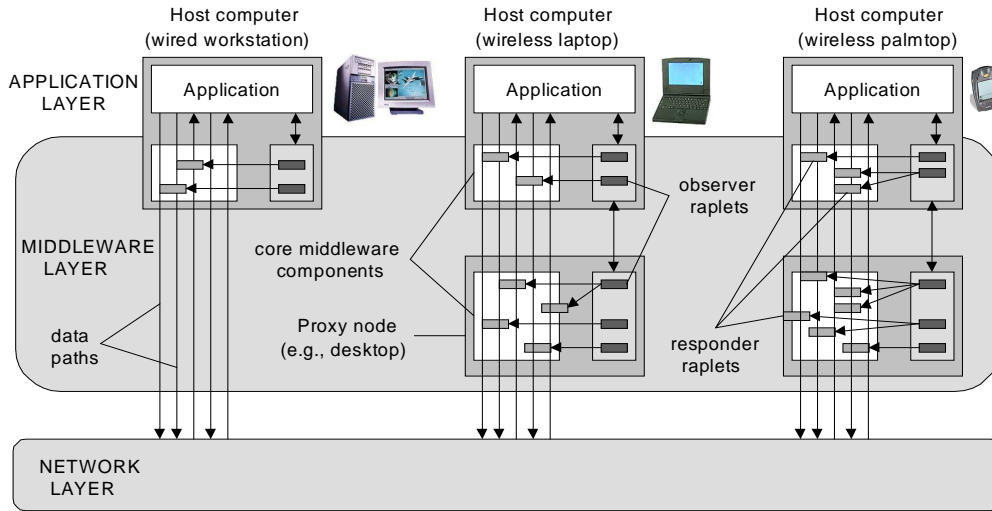 Host computer
(wired workstation)
Host computer
(wireless laptop)
Host computer
(wireless palmtop)
APPLICATION
LAYER
Application
Application
Application
observer
raplets
MIDDLEWARE
LAYER
core middleware
components
data
paths
Proxy node
(e.g., desktop)
responder
raplets
NETWORK
LAYER